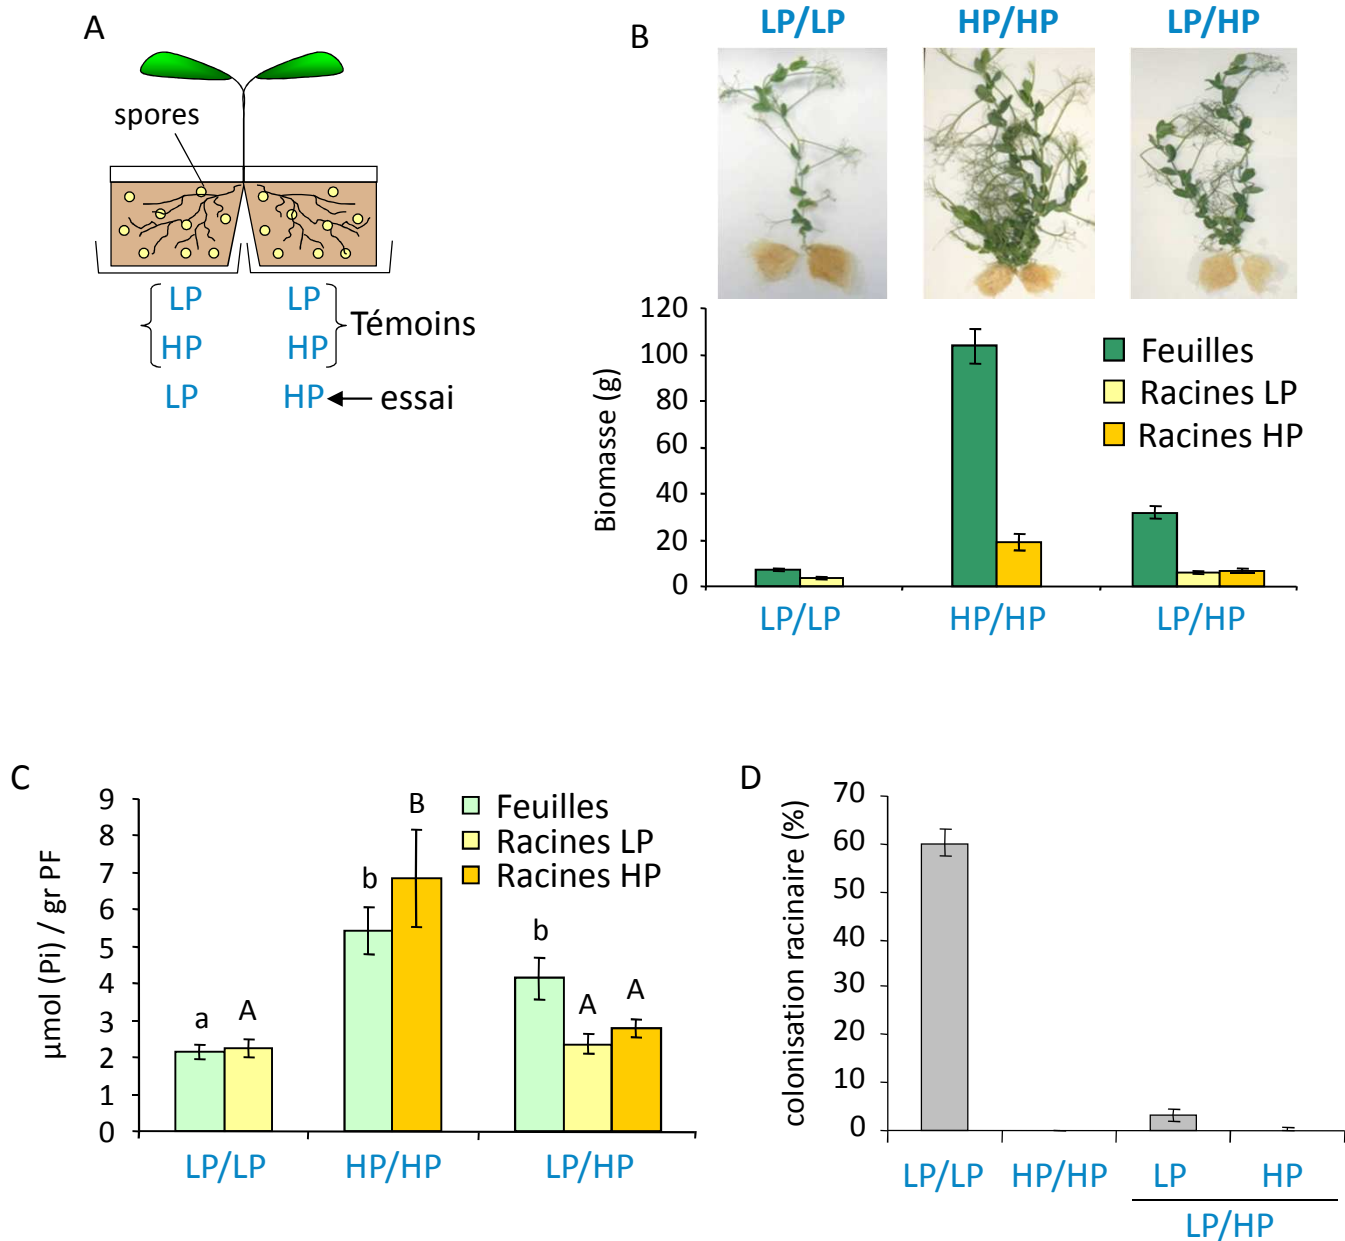 A
spores
LP LP
HP HP
Témoins
LP HP
essai
B
LP/LP HP/HP LP/HP
120
100
80
60
40
20
0
Biomasse (g)
Feuilles
Racines LP
Racines HP
LP/LP HP/HP LP/HP
C
9
8
7
6
5
4
3
2
1
0
µmol (Pi) / gr PF
a A b B b A A
Feuilles
Racines LP
Racines HP
LP/LP HP/HP LP/HP
D
70
60
50
40
30
20
10
0
colonisation racinaire (%)
LP/LP HP/HP LP HP
LP/HP